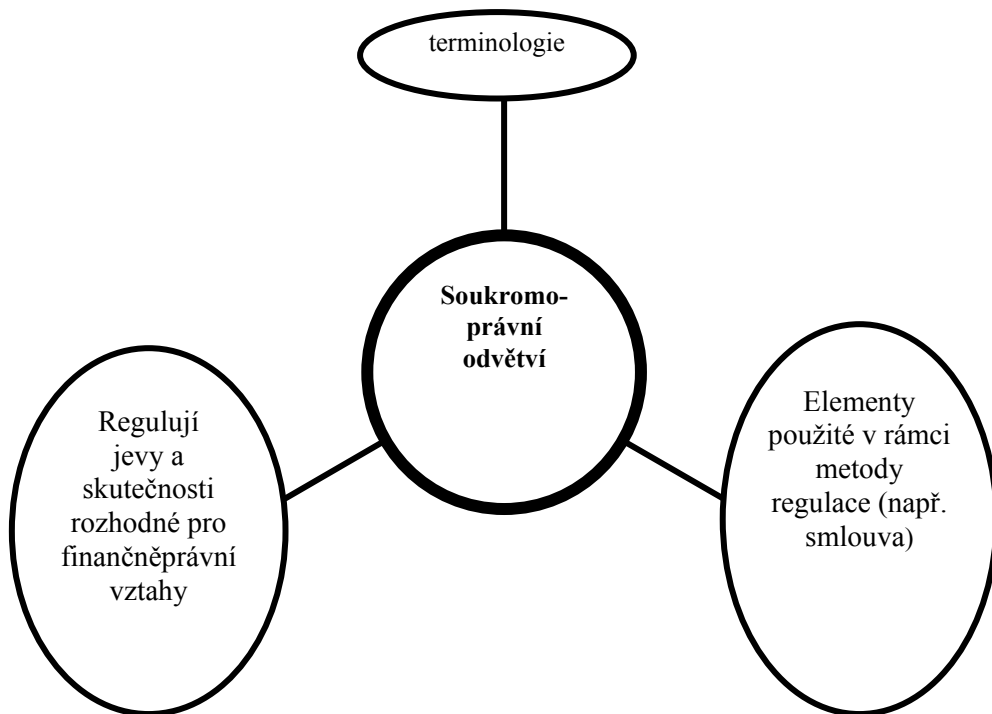 terminologie
Soukromo-
právní
odvětví
Regulují
jevy a
skutečnosti
rozhodné pro
finančněprávní
vztahy
Elementy
použité v rámci
metody
regulace (např.
smlouva)